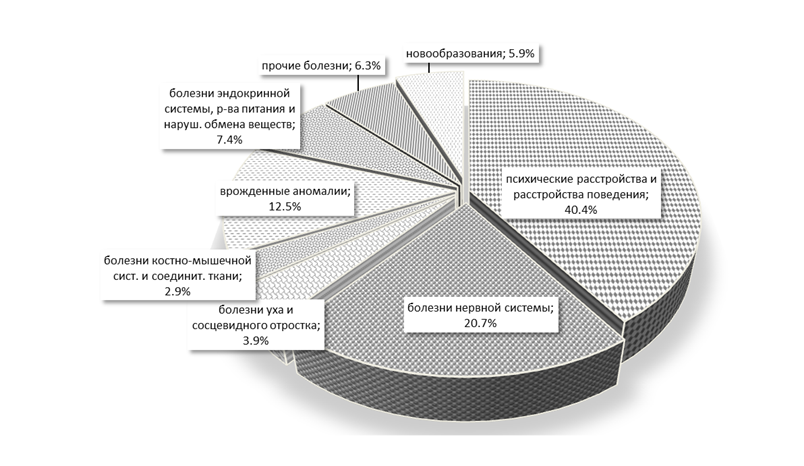 новообразования; 5.9%
прочие болезни; 6.3%
болезни эндокринной
системы, р-ва питания и
наруш. обмена веществ;
7.4%
психические расстройства и
расстройства поведения;
40.4%
врожденные аномалии;
12.5%
болезни костно-мышечной
сист. и соединит. ткани;
2.9%
болезни уха и
сосцевидного отростка;
3.9%
болезни нервной системы;
20.7%